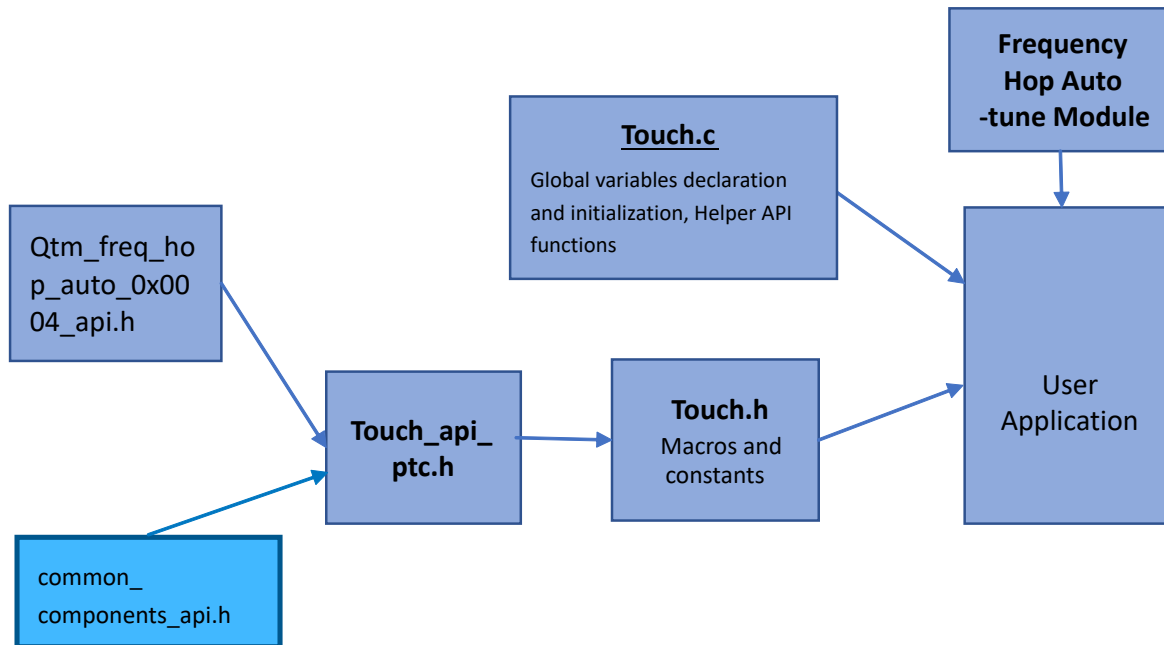 Frequency
Hop Auto
-tune Module
Touch.c
Global variables declaration
and initialization, Helper API
functions
Qtm_freq_ho
p_auto_0x00
04_api.h
Touch_api_
ptc.h
Touch.h
Macros and
constants
User
Application
common_
components_api.h